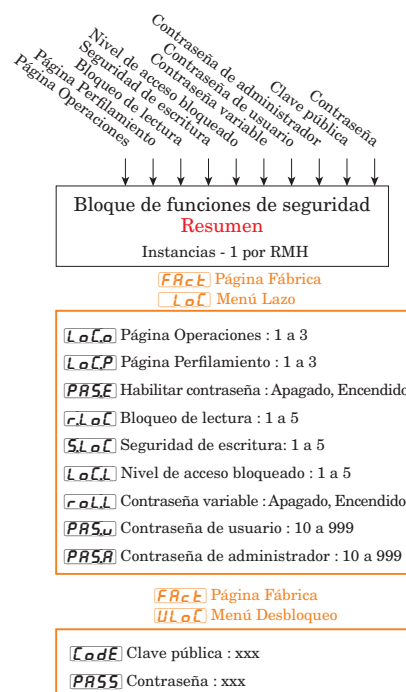 Página Operaciones
Página Perfilamiento
Bloqueo de lectura
Seguridad de escritura
Nivel de acceso bloqueado
Contraseña variable
Contraseña de usuario
Contraseña de administrador
Clave pública
Contraseña
Bloque de funciones de seguridad
Resumen
Instancias - 1 por RMH
FAct Página Fábrica
LoC Menú Lazo
LoC.o Página Operaciones : 1 a 3
LoC.P Página Perfilamiento : 1 a 3
PAS.E Habilitar contraseña : Apagado, Encendido
r.LoC Bloqueo de lectura : 1 a 5
S.LoC Seguridad de escritura: 1 a 5
LoC.L Nivel de acceso bloqueado : 1 a 5
roL.L Contraseña variable : Apagado, Encendido
PAS.u Contraseña de usuario : 10 a 999
PAS.A Contraseña de administrador : 10 a 999
FAct Página Fábrica
ULoC Menú Desbloqueo
CodE Clave pública : xxx
PASS Contraseña : xxx